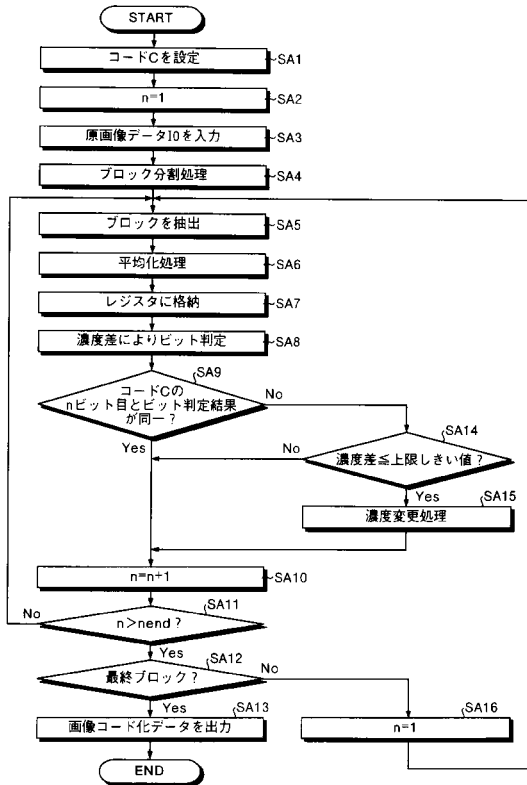 START
コードCを設定
SA1
n=1
SA2
原画像データI0を入力
SA3
ブロック分割処理
SA4
ブロックを抽出
SA5
平均化処理
SA6
レジスタに格納
SA7
濃度差によりビット判定
SA8
SA9
コードCの
nビット目とビット判定結果
が同一?
No
Yes
SA14
濃度差≦上限しきい値?
No
Yes
SA15
濃度変更処理
n=n+1
SA10
SA11
n>nend?
No
Yes
SA12
最終ブロック?
No
Yes
SA13
画像コード化データを出力
SA16
n=1
END